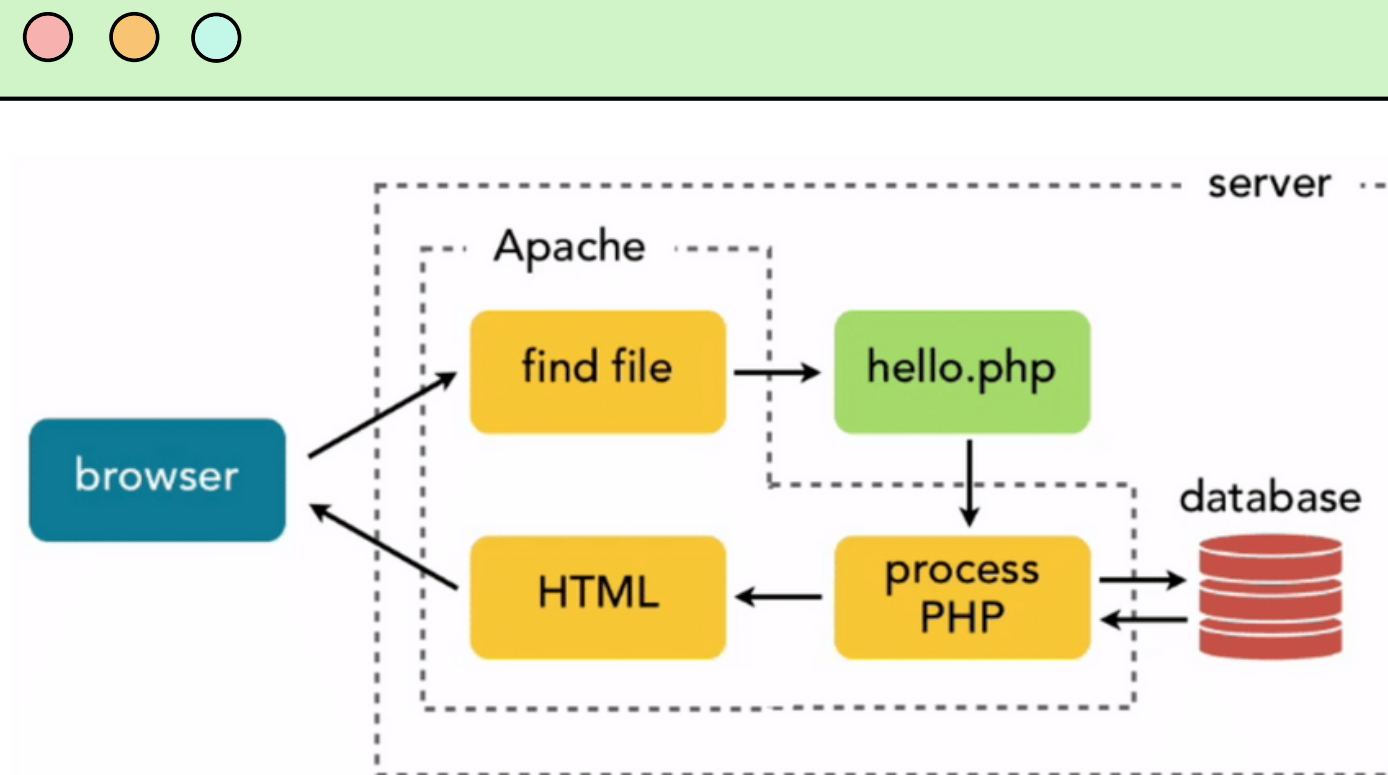 server
Apache
find file
hello.php
browser
database
HTML
process
PHP